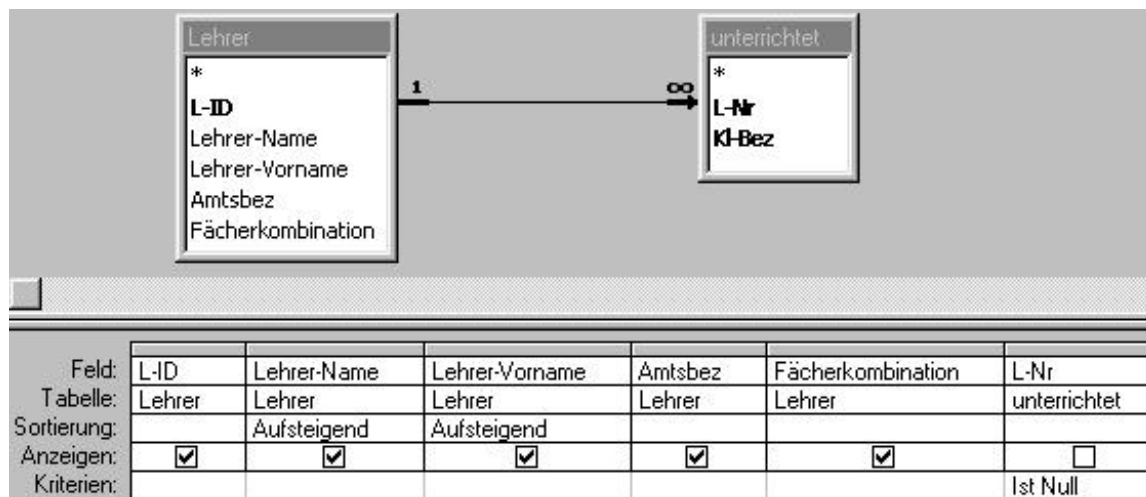 Lehrer
*
L-ID
Lehrer-Name
Lehrer-Vorname
Amtsbez
Fächerkombination
1 ∞
unterrichtet
*
L-Nr
Kl-Bez
Feld: L-ID Lehrer-Name Lehrer-Vorname Amtsbez Fächerkombination L-Nr
Tabelle: Lehrer Lehrer Lehrer Lehrer Lehrer unterrichtet
Sortierung: Aufsteigend Aufsteigend
Anzeigen:
Kriterien: Ist Null